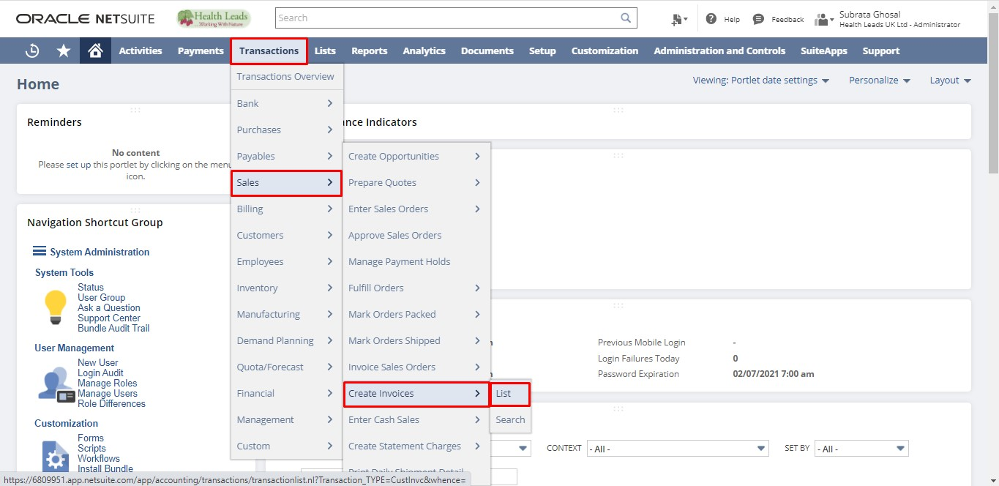 ORACLE NETSUITE
Health Leads
...Working With Nature
Search
Help
Feedback
Subrata Ghosal
Health Leads UK Ltd - Administrator
Activities
Payments
Transactions
Lists
Reports
Analytics
Documents
Setup
Customization
Administration and Controls
SuiteApps
Support
Home
Viewing: Portlet date settings
Personalize
Layout
Transactions Overview
Bank
Purchases
Payables
Sales
Billing
Customers
Employees
Inventory
Manufacturing
Demand Planning
Quota/Forecast
Financial
Management
Custom
Create Opportunities
Prepare Quotes
Enter Sales Orders
Approve Sales Orders
Manage Payment Holds
Fulfill Orders
Mark Orders Packed
Mark Orders Shipped
Invoice Sales Orders
Create Invoices
Enter Cash Sales
Create Statement Charges
Print Daily Shipment Detail
List
Search
Reminders
No content
Please set up this portlet by clicking on the menu
icon.
nce Indicators
Navigation Shortcut Group
System Administration
System Tools
Status
User Group
Ask a Question
Support Center
Bundle Audit Trail
User Management
New User
Login Audit
Manage Roles
Manage Users
Role Differences
Customization
Forms
Scripts
Workflows
Install Bundle
Previous Mobile Login -
Login Failures Today 0
Password Expiration 02/07/2021 7:00 am
CONTEXT - All - SET BY - All -
https://6809951.app.netsuite.com/app/accounting/transactions/transactionlist.nl?Transaction_TYPE=CustInvc&whence=